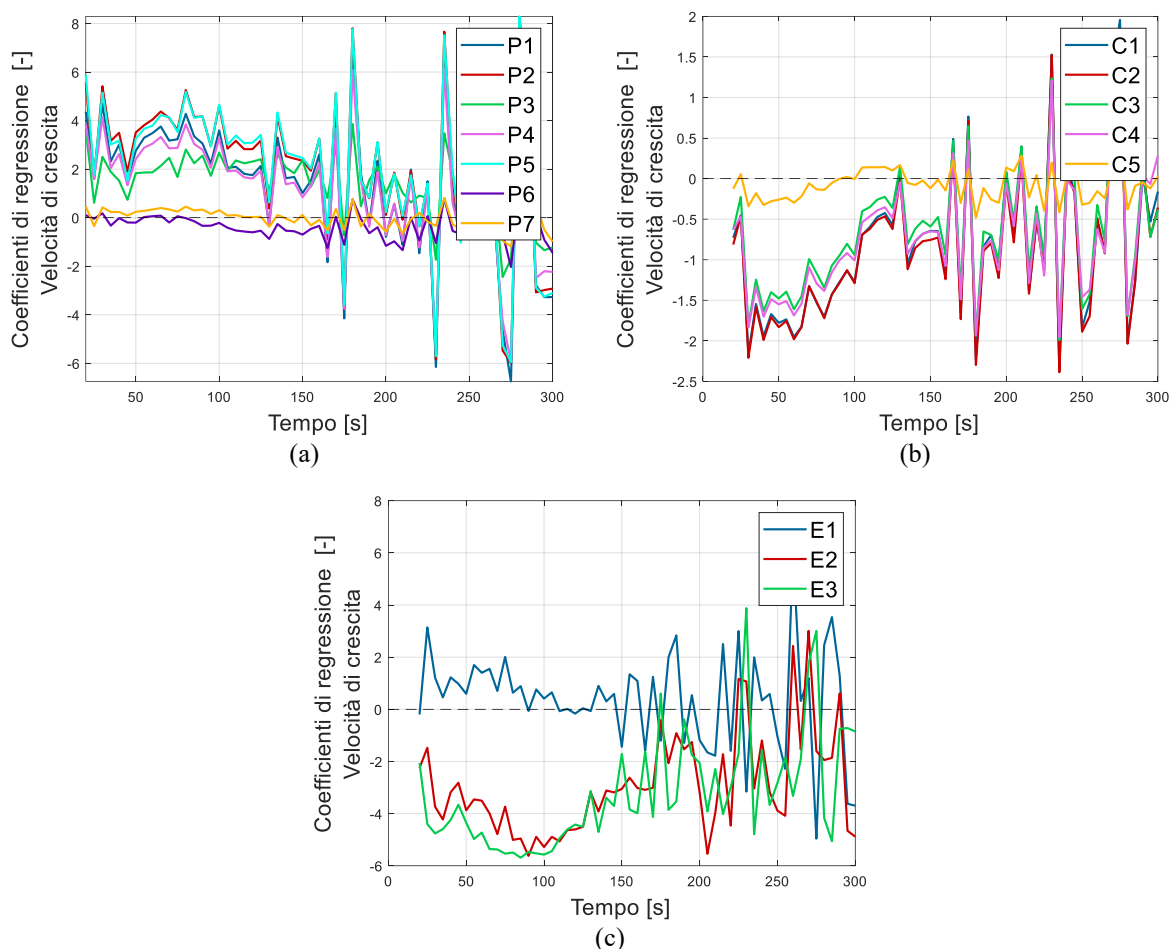 8
6
4
2
0
-2
-4
-6
50
100
150
200
250
300
Coefficienti di regressione [-]
Velocità di crescita
Tempo [s]
P1
P2
P3
P4
P5
P6
P7
(a)
2
1.5
1
0.5
0
-0.5
-1
-1.5
-2
-2.5
0
50
100
150
200
250
300
Coefficienti di regressione [-]
Velocità di crescita
Tempo [s]
C1
C2
C3
C4
C5
(b)
8
6
4
2
0
-2
-4
-6
0
50
100
150
200
250
300
Coefficienti di regressione [-]
Velocità di crescita
Tempo [s]
E1
E2
E3
(c)